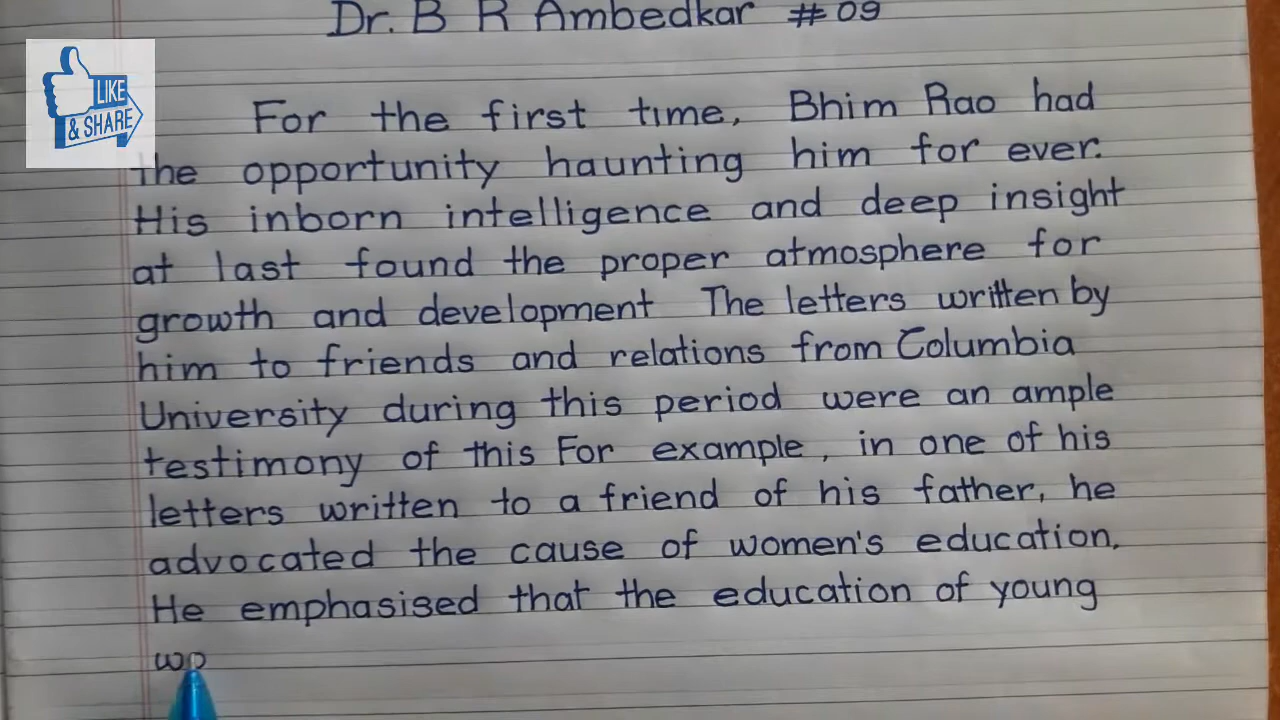 Dr. B R Ambedkar # 09
LIKE
& SHARE
For the first time, Bhim Rao had
the opportunity haunting him for ever.
His inborn intelligence and deep insight
at last found the proper atmosphere for
growth and development The letters written by
him to friends and relations from Columbia
University during this period were an ample
testimony of this For example, in one of his
letters written to a friend of his father, he
advocated the cause of women's education.
He emphasised that the education of young
wo